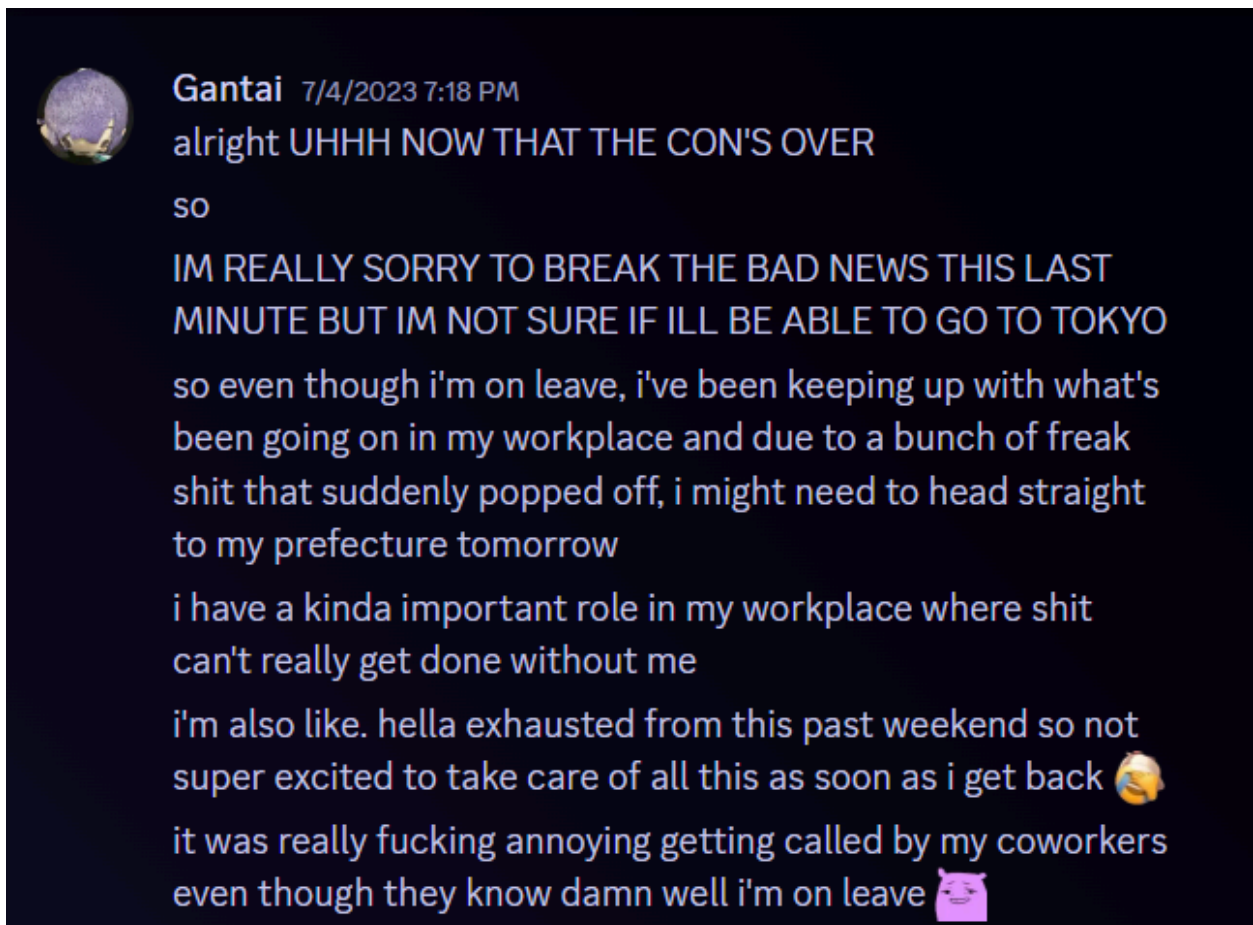 Gantai 7/4/2023 7:18 PM
alright UHHH NOW THAT THE CON'S OVER
so
IM REALLY SORRY TO BREAK THE BAD NEWS THIS LAST
MINUTE BUT IM NOT SURE IF ILL BE ABLE TO GO TO TOKYO
so even though i'm on leave, i've been keeping up with what's
been going on in my workplace and due to a bunch of freak
shit that suddenly popped off, i might need to head straight
to my prefecture tomorrow
i have a kinda important role in my workplace where shit
can't really get done without me
i'm also like. hella exhausted from this past weekend so not
super excited to take care of all this as soon as i get back
it was really fucking annoying getting called by my coworkers
even though they know damn well i'm on leave